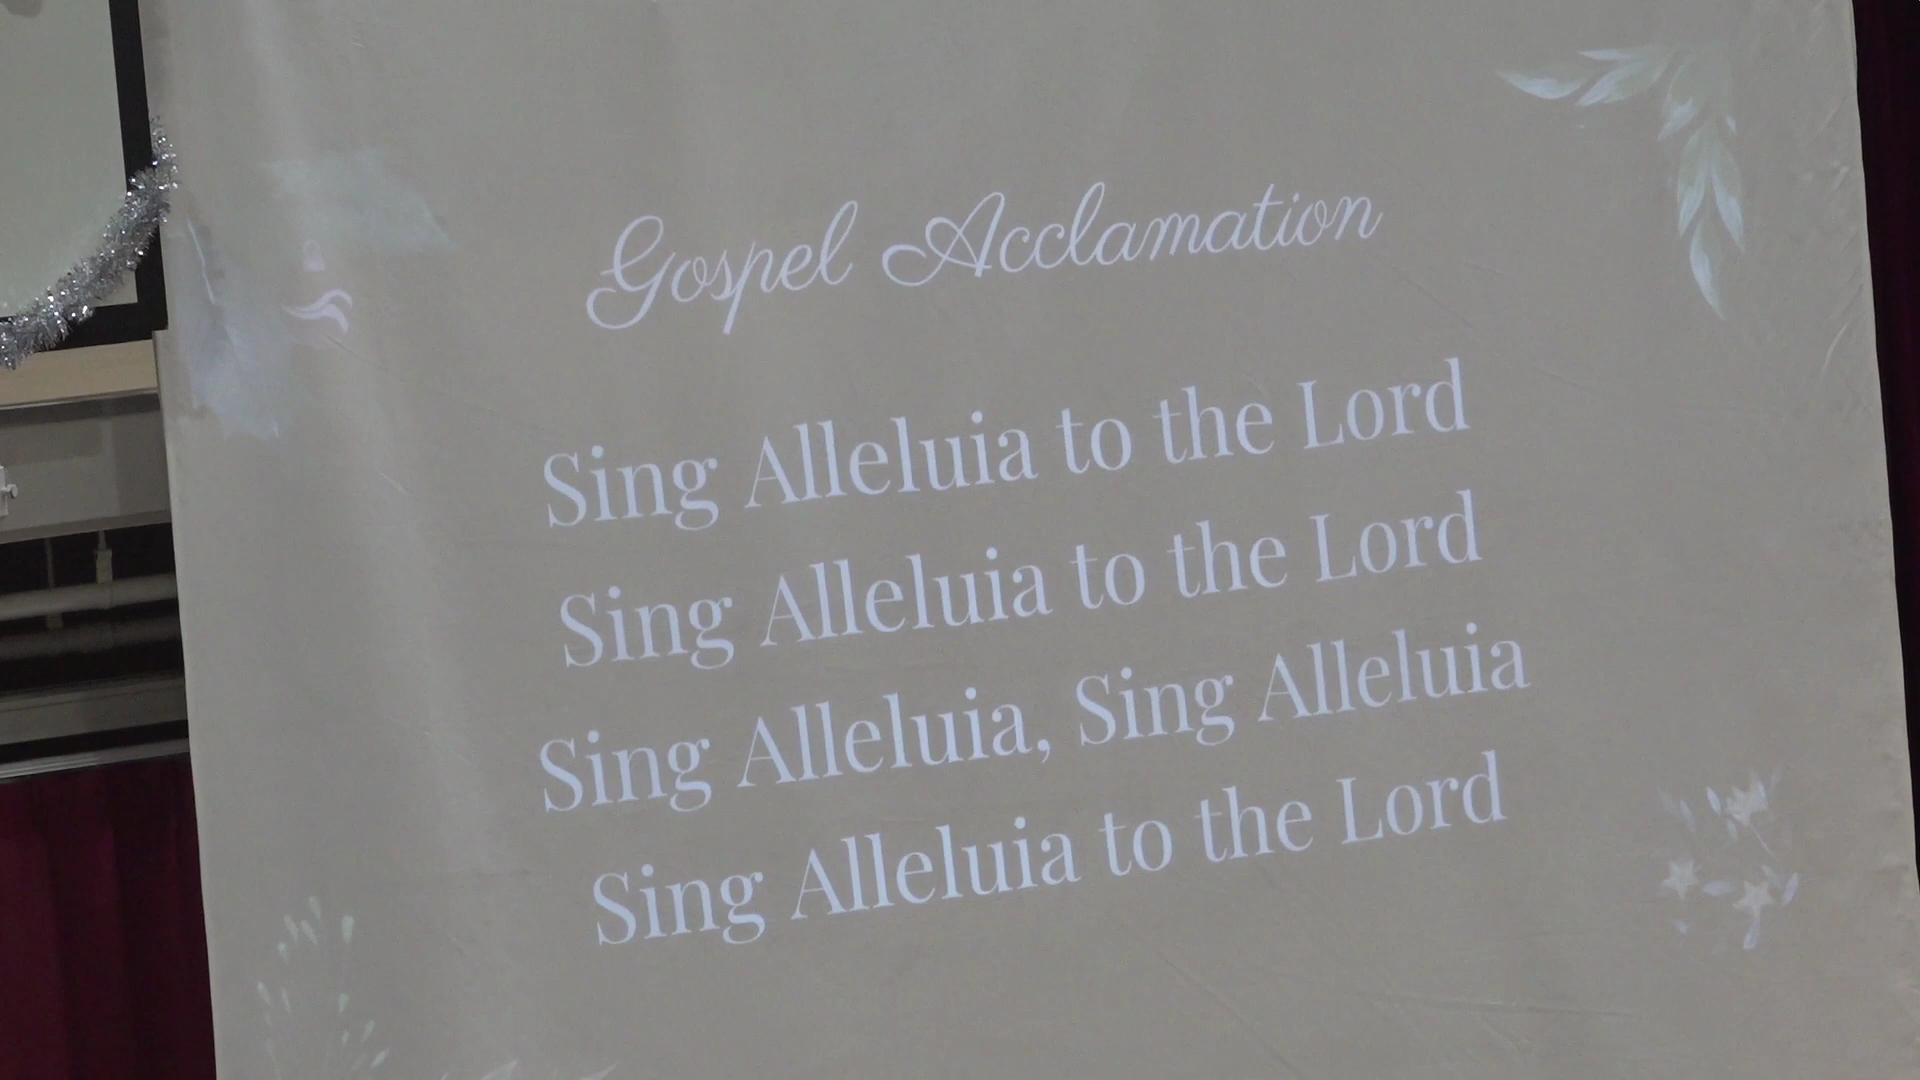 Gospel Acclamation
Sing Alleluia to the Lord
Sing Alleluia to the Lord
Sing Alleluia, Sing Alleluia
Sing Alleluia to the Lord